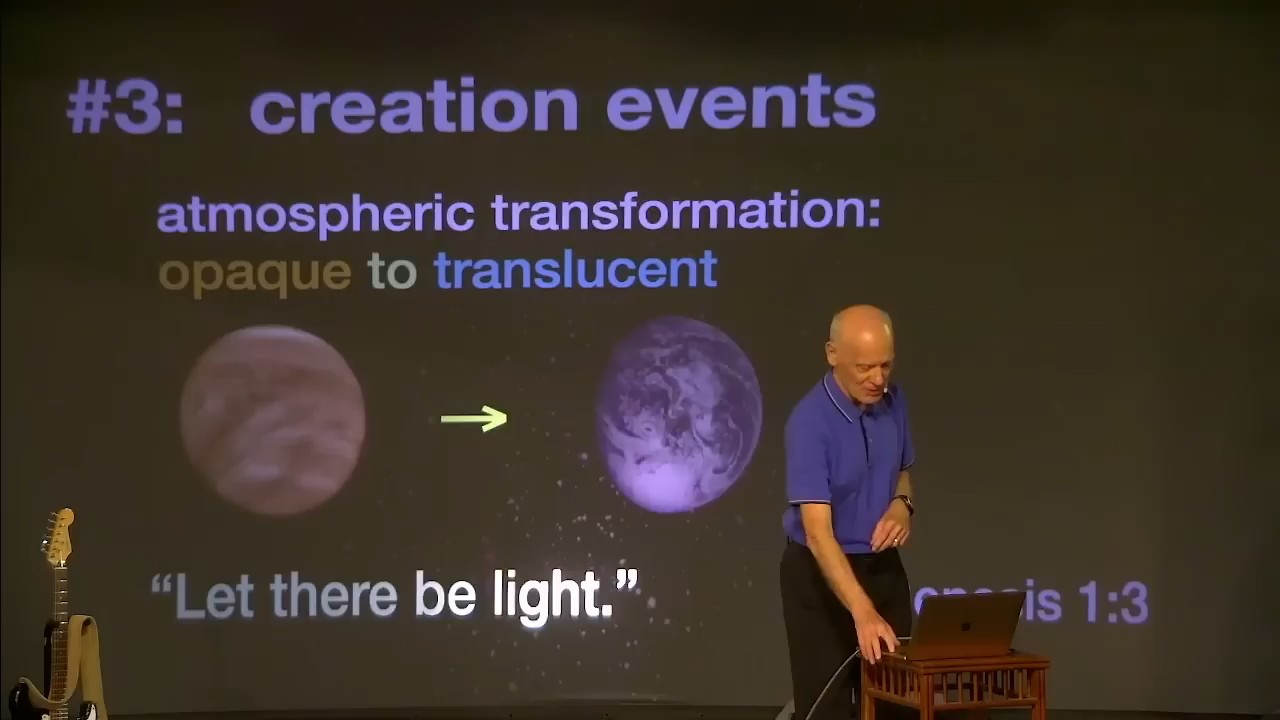 #3: creation events
atmospheric transformation:
opaque to translucent
“Let there be light.”
1:3